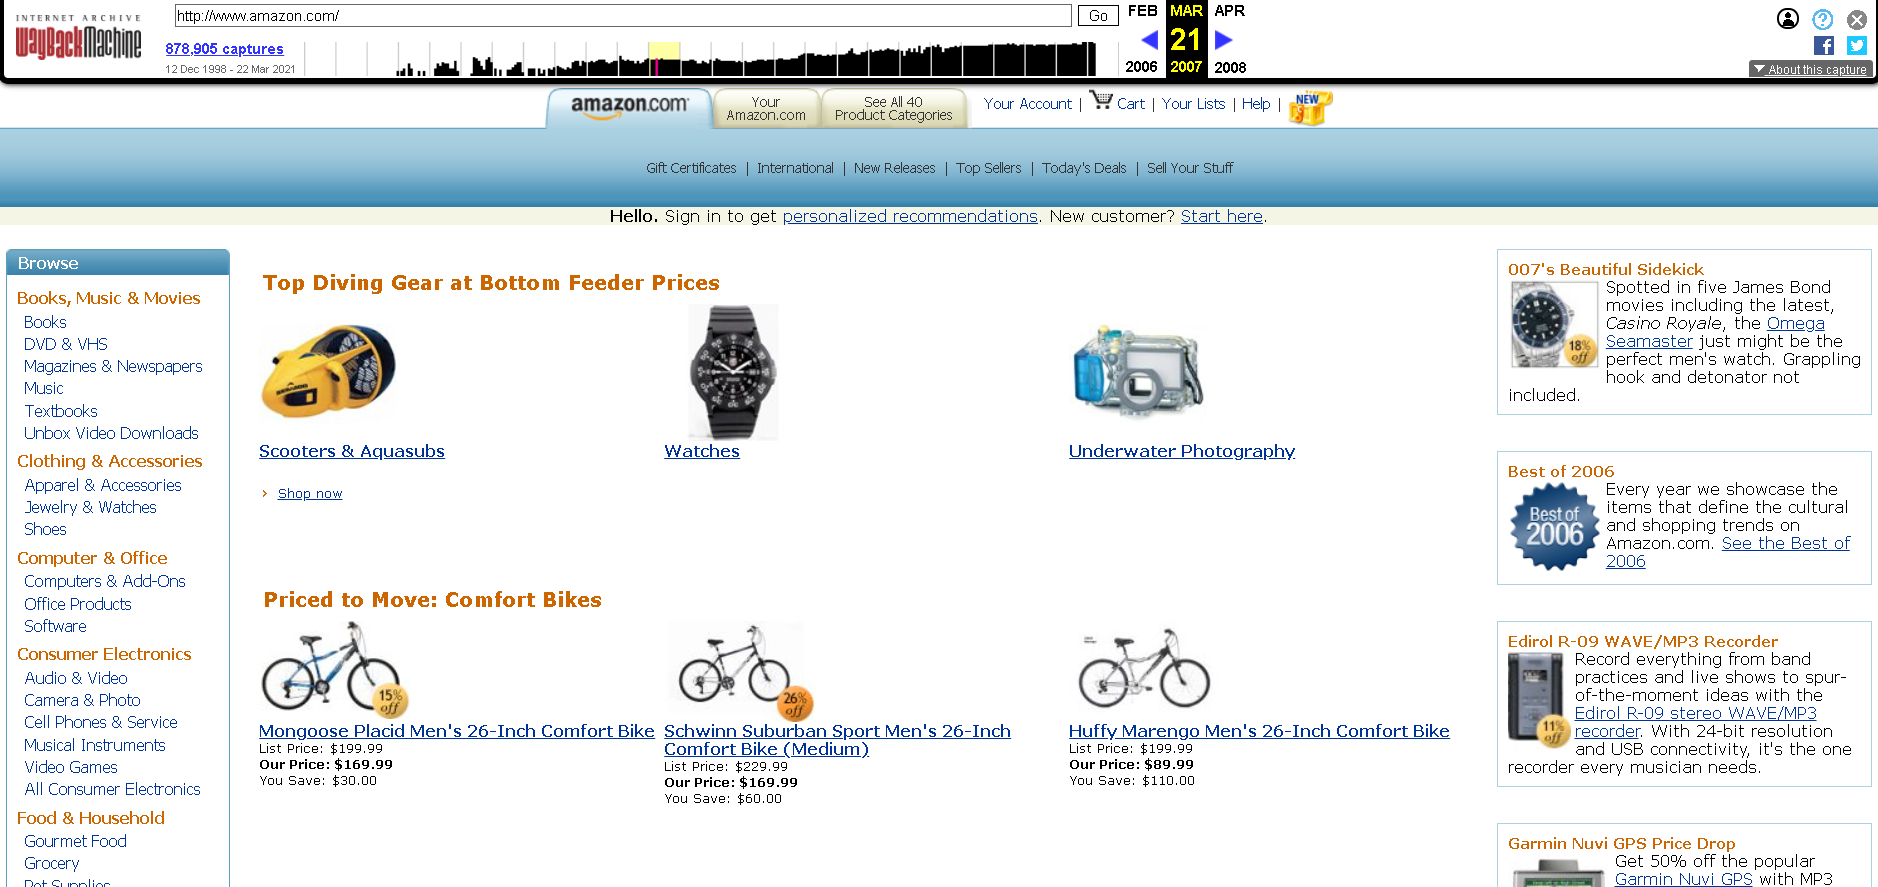 INTERNET ARCHIVE
WayBackMachine
http://www.amazon.com/
Go
FEB MAR APR
878,905 captures
21
12 Dec 1998 - 22 Mar 2021
2006 2007 2008
About this capture
amazon.com
Your Amazon.com
See All 40 Product Categories
Your Account | Cart | Your Lists | Help |
NEW
Gift Certificates | International | New Releases | Top Sellers | Today's Deals | Sell Your Stuff
Hello. Sign in to get personalized recommendations. New customer? Start here.
Browse
Books, Music & Movies
Books
DVD & VHS
Magazines & Newspapers
Music
Textbooks
Unbox Video Downloads
Clothing & Accessories
Apparel & Accessories
Jewelry & Watches
Shoes
Computer & Office
Computers & Add-Ons
Office Products
Software
Consumer Electronics
Audio & Video
Camera & Photo
Cell Phones & Service
Musical Instruments
Video Games
All Consumer Electronics
Food & Household
Gourmet Food
Grocery
Pet Supplies
Top Diving Gear at Bottom Feeder Prices
Scooters & Aquasubs
Watches
Underwater Photography
› Shop now
Priced to Move: Comfort Bikes
15% off
Mongoose Placid Men's 26-Inch Comfort Bike
List Price: $199.99
Our Price: $169.99
You Save: $30.00
26% off
Schwinn Suburban Sport Men's 26-Inch
Comfort Bike (Medium)
List Price: $229.99
Our Price: $169.99
You Save: $60.00
Huffy Marengo Men's 26-Inch Comfort Bike
List Price: $199.99
Our Price: $89.99
You Save: $110.00
007's Beautiful Sidekick
18% off
Spotted in five James Bond
movies including the latest,
Casino Royale, the Omega
Seamaster just might be the
perfect men's watch. Grappling
hook and detonator not
included.
Best of 2006
Best of
2006
Every year we showcase the
items that define the cultural
and shopping trends on
Amazon.com. See the Best of
2006
Edirol R-09 WAVE/MP3 Recorder
11% off
Record everything from band
practices and live shows to spur-
of-the-moment ideas with the
Edirol R-09 stereo WAVE/MP3
recorder. With 24-bit resolution
and USB connectivity, it's the one
recorder every musician needs.
Garmin Nuvi GPS Price Drop
Get 50% off the popular
Garmin Nuvi GPS with MP3